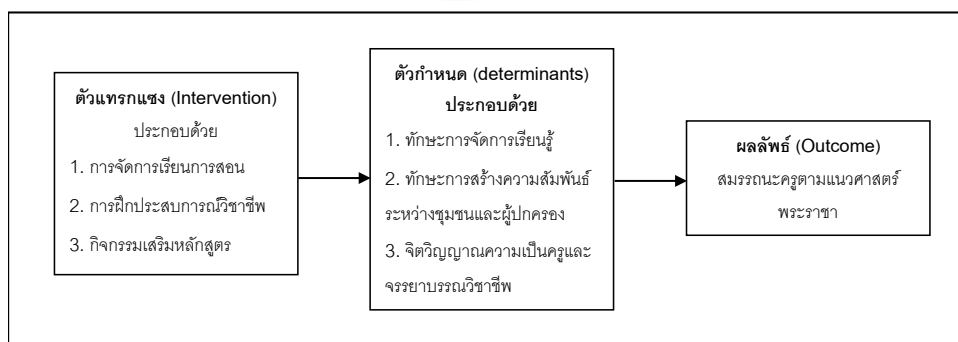 ตัวแทรกแซง (Intervention)
ประกอบด้วย
1. การจัดการเรียนการสอน
2. การฝึกประสบการณ์วิชาชีพ
3. กิจกรรมเสริมหลักสูตร
ตัวกำหนด (determinants)
ประกอบด้วย
1. ทักษะการจัดการเรียนรู้
2. ทักษะการสร้างความสัมพันธ์
ระหว่างชุมชนและผู้ปกครอง
3. จิตวิญญาณความเป็นครูและ
จรรยาบรรณวิชาชีพ
ผลลัพธ์ (Outcome)
สมรรถนะครูตามแนวศาสตร์
พระราชา